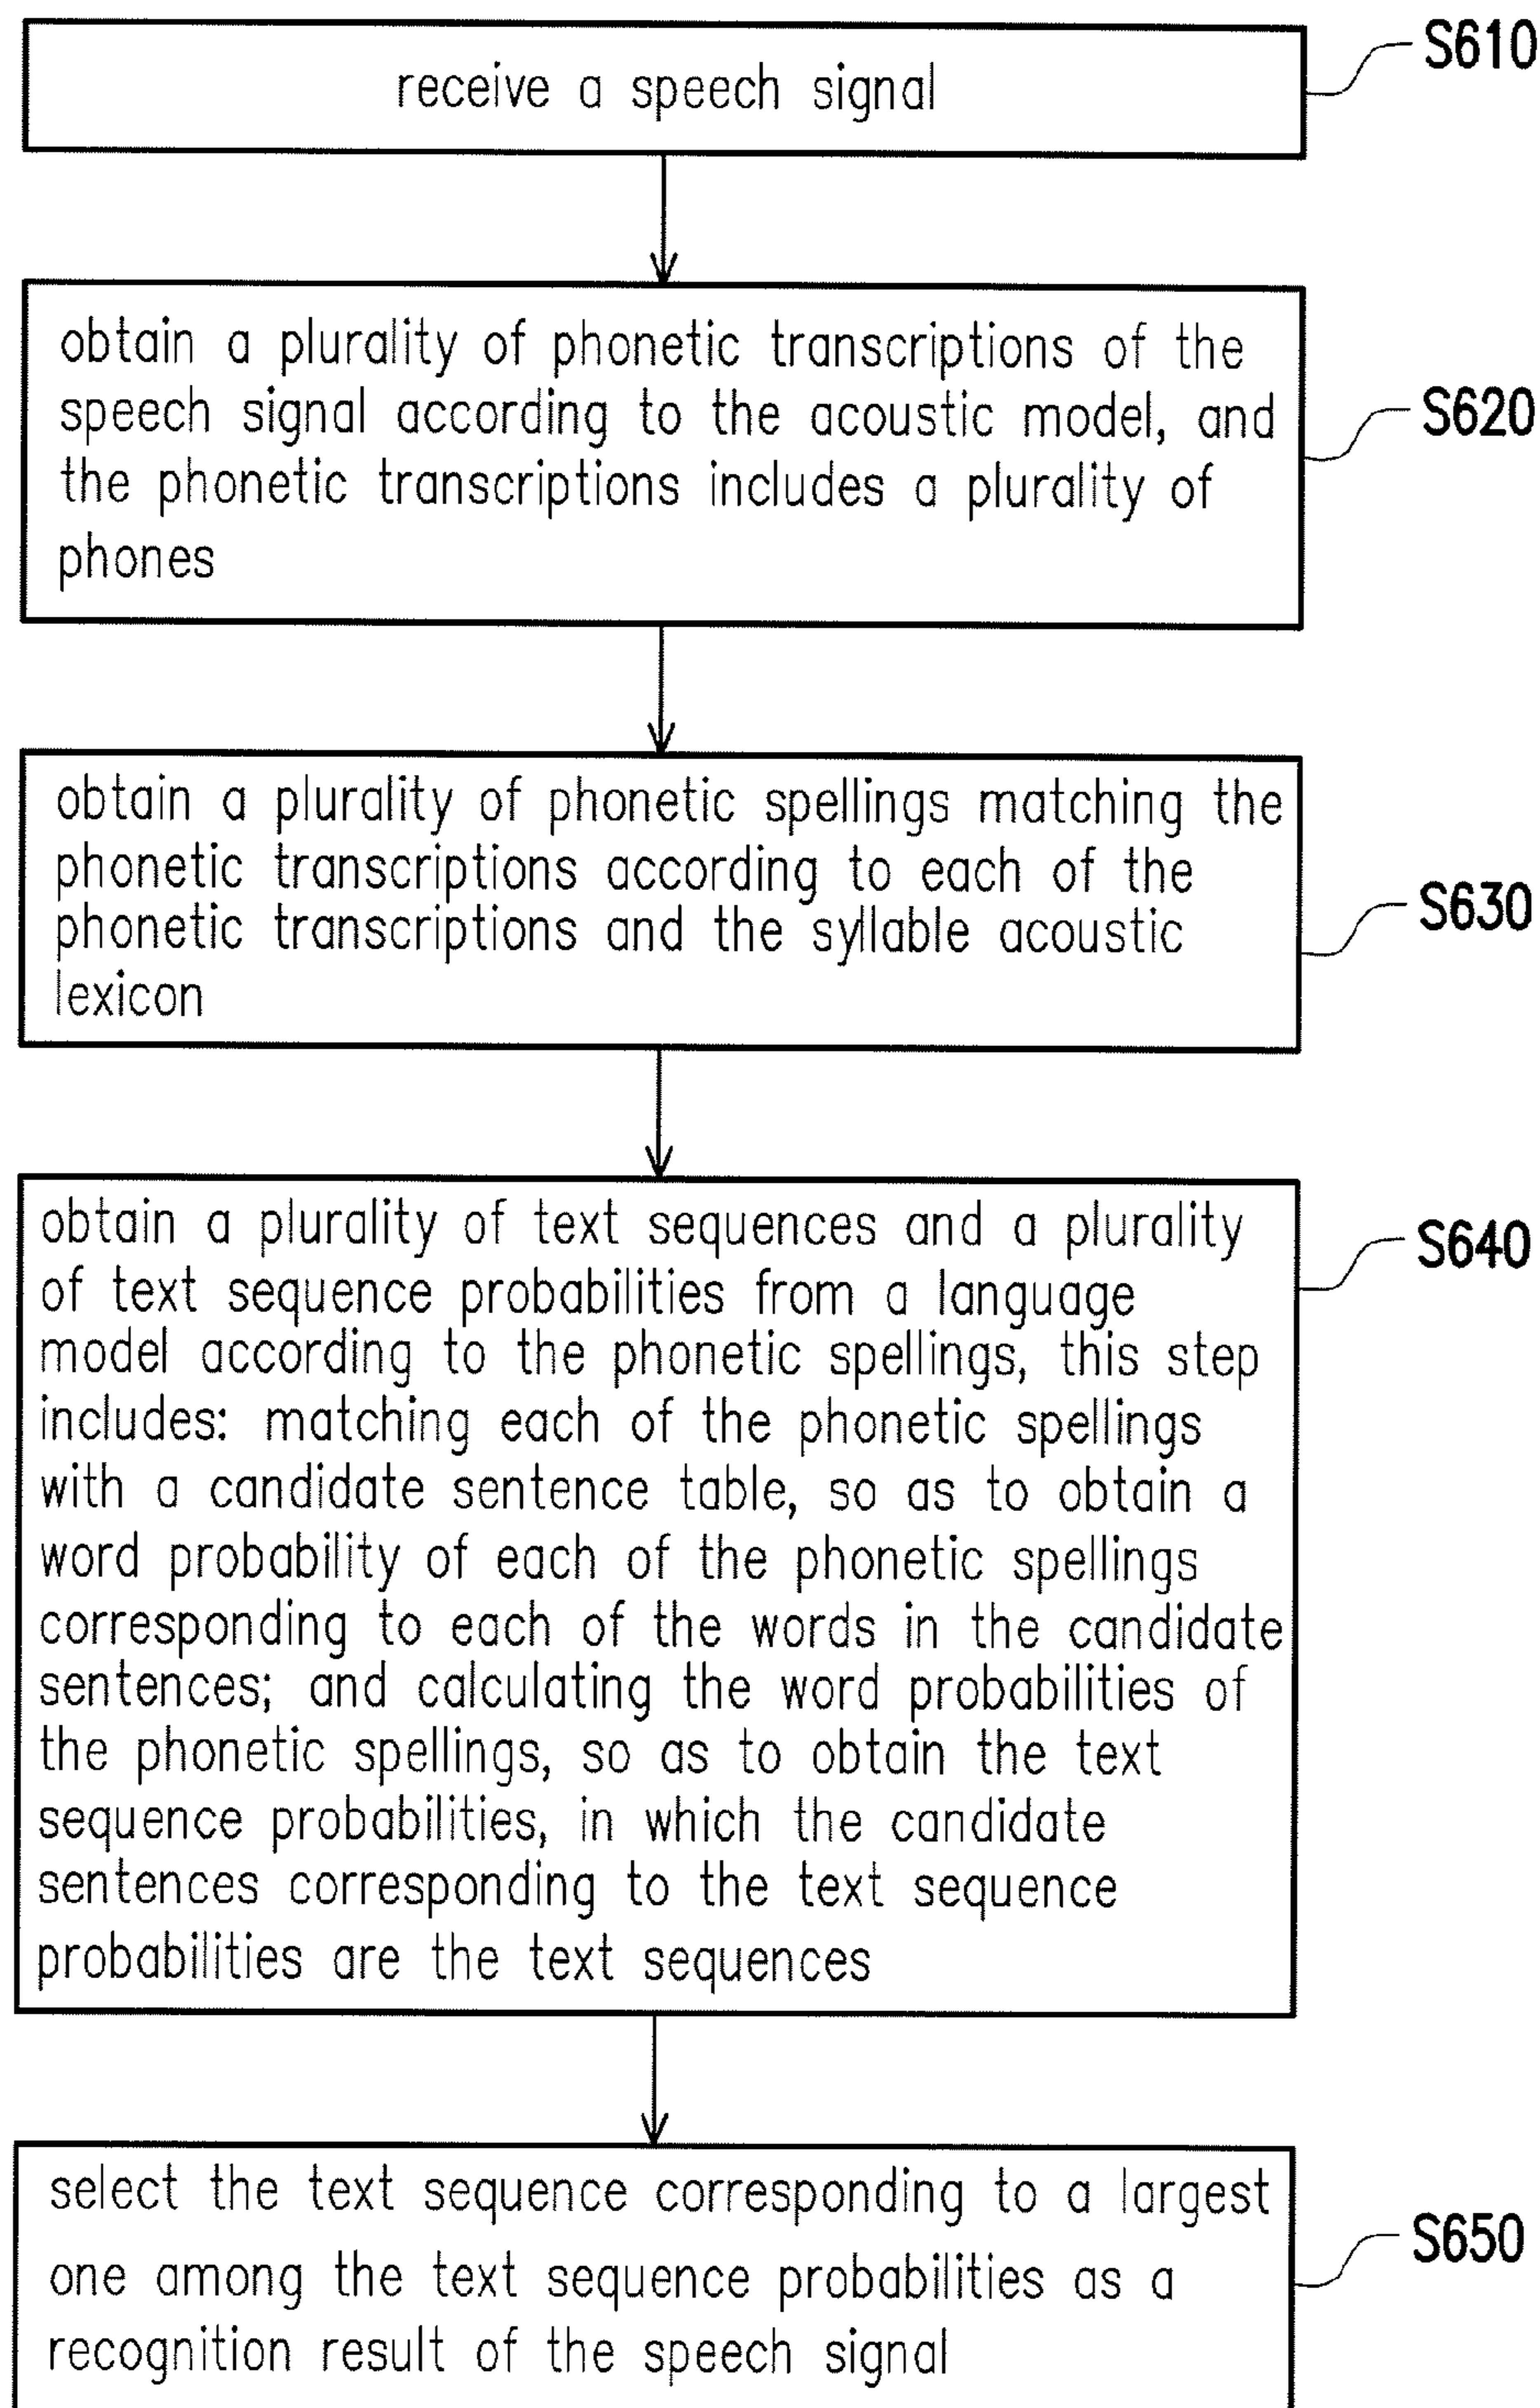 receive a speech signal
S610
obtain a plurality of phonetic transcriptions of the
speech signal according to the acoustic model, and
the phonetic transcriptions includes a plurality of
phones
S620
obtain a plurality of phonetic spellings matching the
phonetic transcriptions according to each of the
phonetic transcriptions and the syllable acoustic
lexicon
S630
obtain a plurality of text sequences and a plurality
of text sequence probabilities from a language
model according to the phonetic spellings, this step
includes: matching each of the phonetic spellings
with a candidate sentence table, so as to obtain a
word probability of each of the phonetic spellings
corresponding to each of the words in the candidate
sentences; and calculating the word probabilities of
the phonetic spellings, so as to obtain the text
sequence probabilities, in which the candidate
sentences corresponding to the text sequence
probabilities are the text sequences
S640
select the text sequence corresponding to a largest
one among the text sequence probabilities as a
recognition result of the speech signal
S650